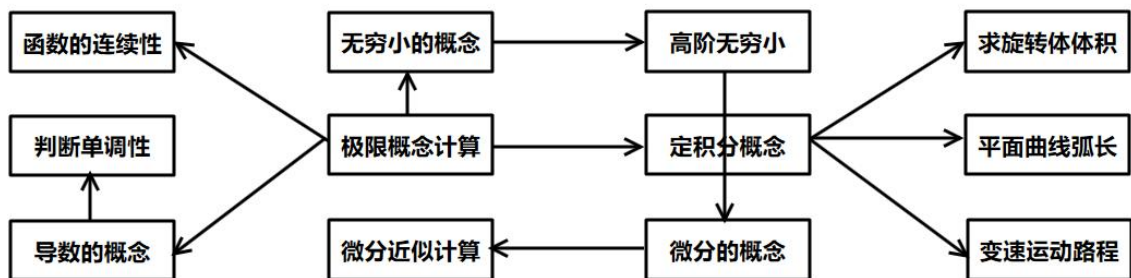 函数的连续性
无穷小的概念
高阶无穷小
求旋转体体积
判断单调性
极限概念计算
定积分概念
平面曲线弧长
导数的概念
微分近似计算
微分的概念
变速运动路程